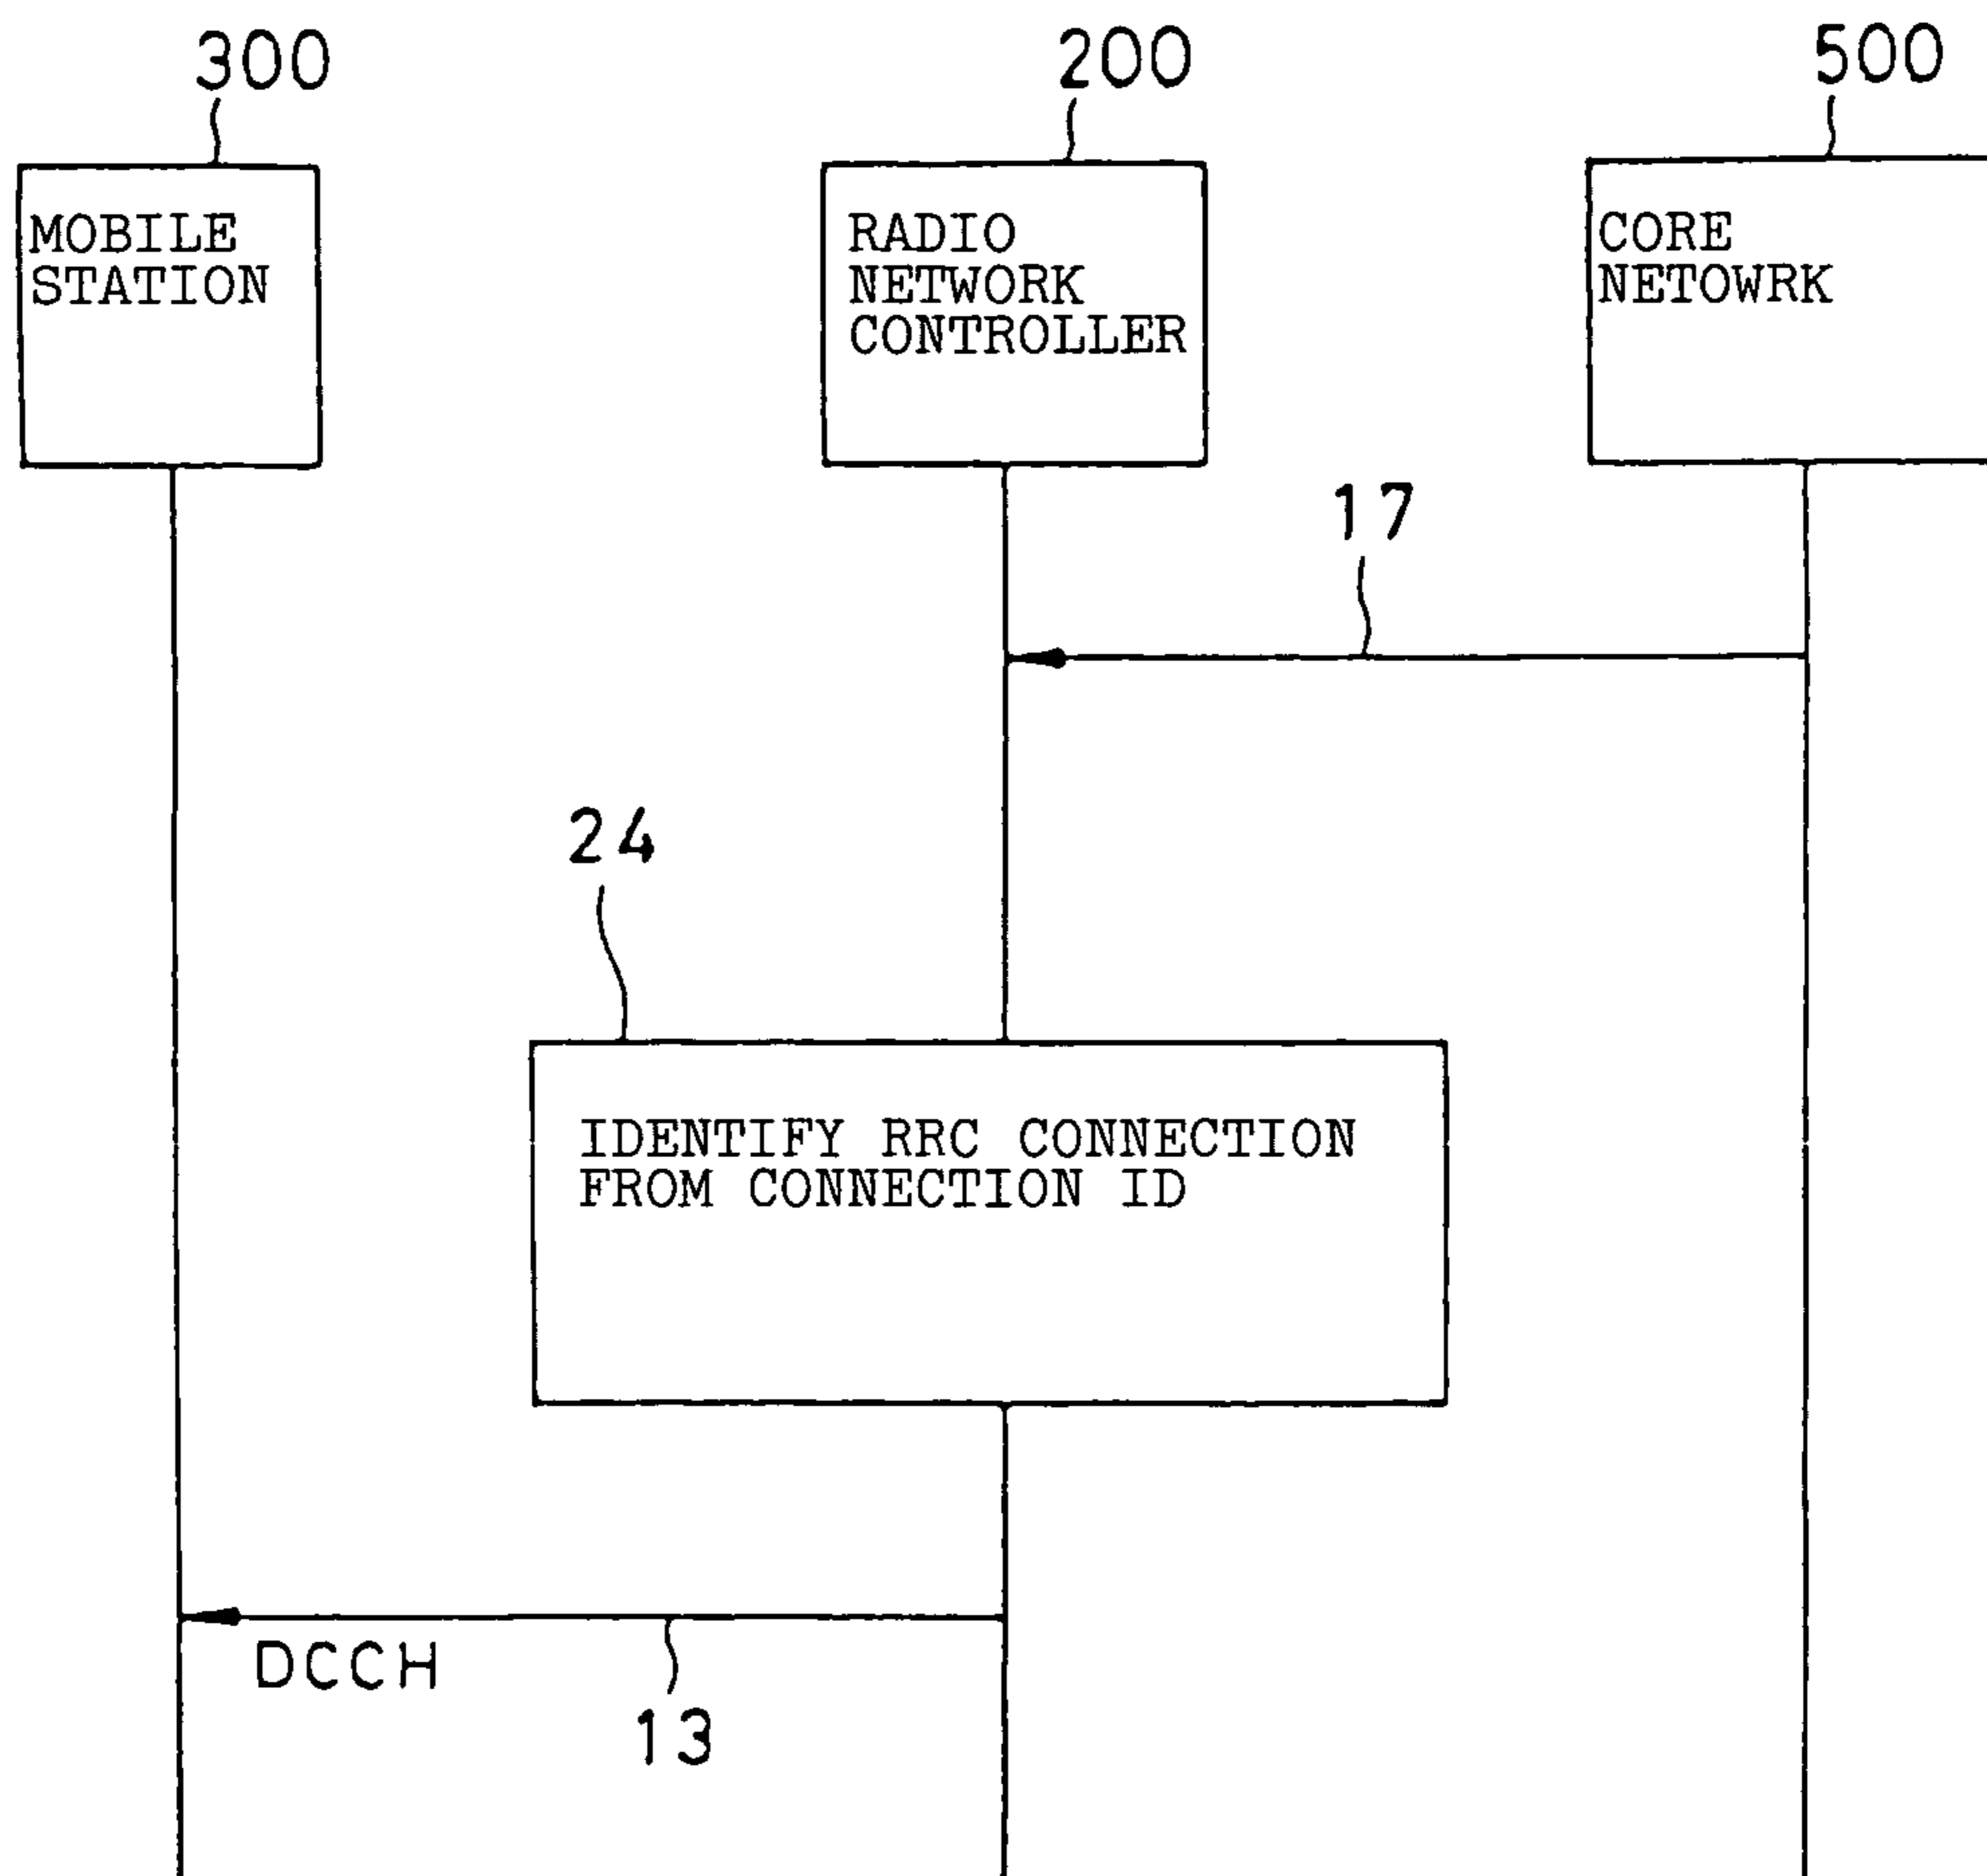 300
200
500
MOBILE
STATION
RADIO
NETWORK
CONTROLLER
CORE
NETOWRK
17
24
IDENTIFY RRC CONNECTION
FROM CONNECTION ID
DCCH
13